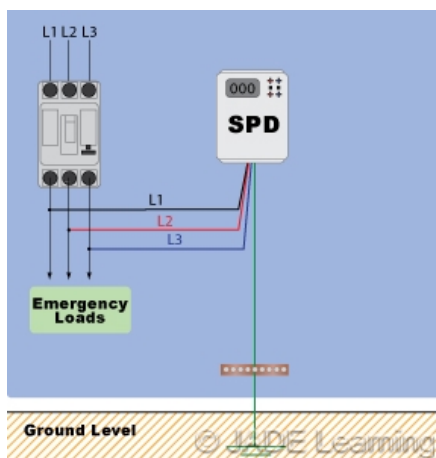 L1 L2 L3
000
SPD
L1
L2
L3
Emergency
Loads
Ground Level
© JADE Learning